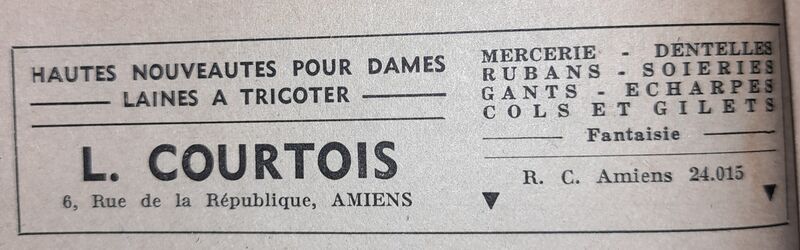 HAUTES NOUVEAUTES POUR DAMES
LAINES A TRICOTER
L. COURTOIS
6, Rue de la République, AMIENS
MERCERIE - DENTELLES
RUBANS - SOIERIES
GANTS - ECHARPES
COLS ET GILETS
Fantaisie
R. C. Amiens 24.015